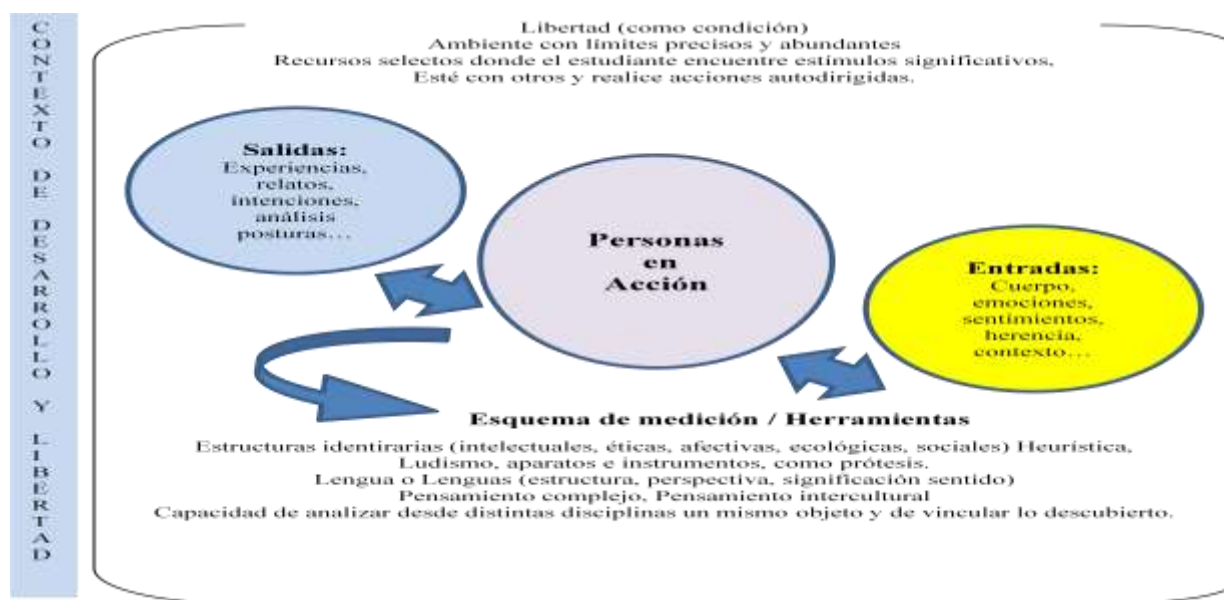 CONTEXTO DE DESARROLLO Y LIBERTAD
Libertad (como condición)
Ambiente con límites precisos y abundantes
Recursos selectos donde el estudiante encuentre estímulos significativos,
Esté con otros y realice acciones autodirigidas.
Salidas:
Experiencias,
relatos,
intenciones,
análisis
posturas…
Personas
en
Acción
Entradas:
Cuerpo,
emociones,
sentimientos,
herencia,
contexto…
Esquema de medición / Herramientas
Estructuras identirarias (intelectuales, éticas, afectivas, ecológicas, sociales) Heurística,
Ludismo, aparatos e instrumentos, como prótesis.
Lengua o Lenguas (estructura, perspectiva, significación sentido)
Pensamiento complejo, Pensamiento intercultural
Capacidad de analizar desde distintas disciplinas un mismo objeto y de vincular lo descubierto.